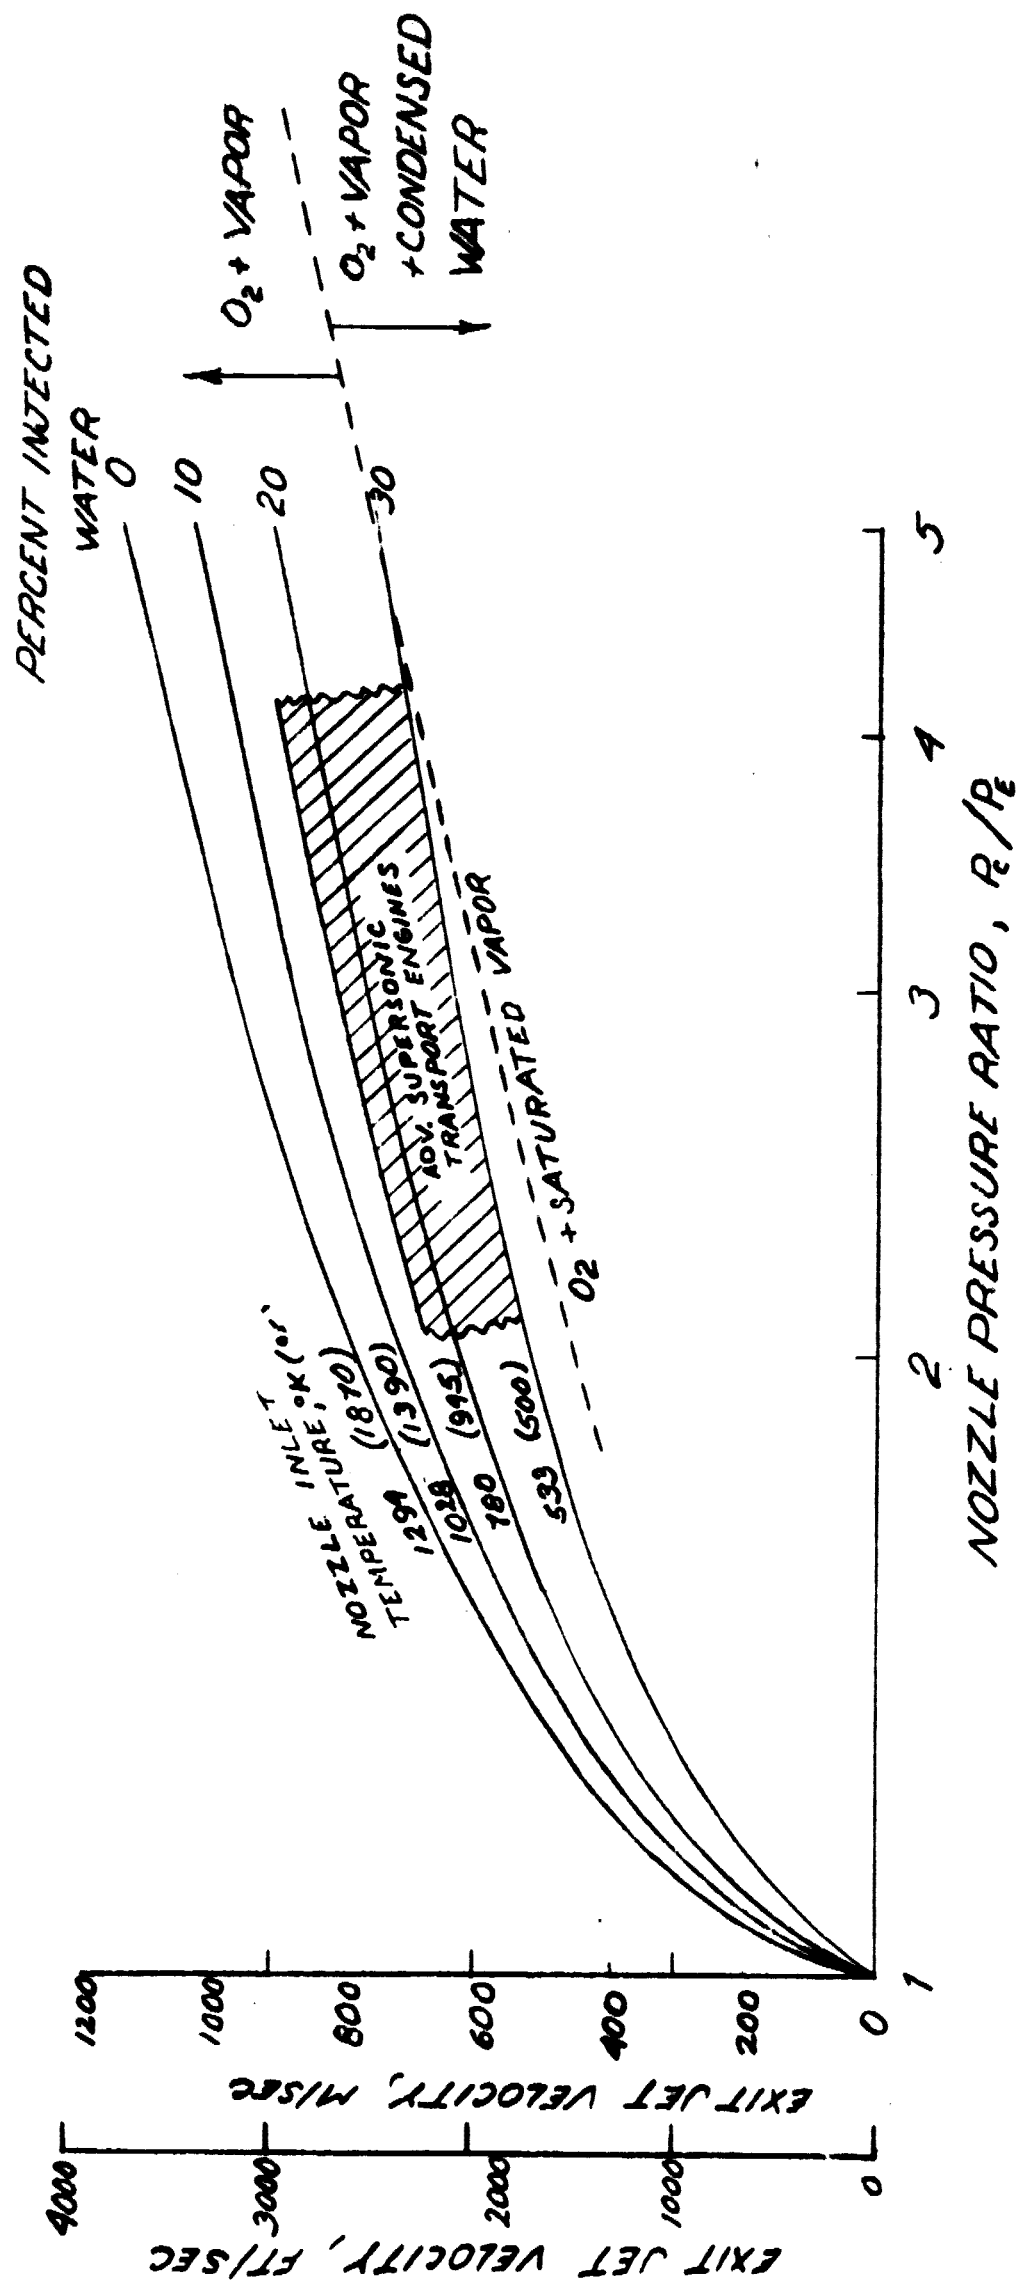 PERCENT INJECTED
WATER
0
10
20
30
O2 + VAPOR
O2 + VAPOR
+CONDENSED
WATER
NOZZLE INLET
TEMPERATURE, °K (°F)
1294 (1870)
1028 (1390)
780 (945)
533 (500)
ADV. SUPERSONIC
TRANSPORT ENGINES
O2 + SATURATED VAPOR
EXIT JET VELOCITY, FT/SEC
4000
3000
2000
1000
0
EXIT JET VELOCITY, M/SEC
1200
1000
800
600
400
200
0
1
2
3
4
5
NOZZLE PRESSURE RATIO, Pc/PE